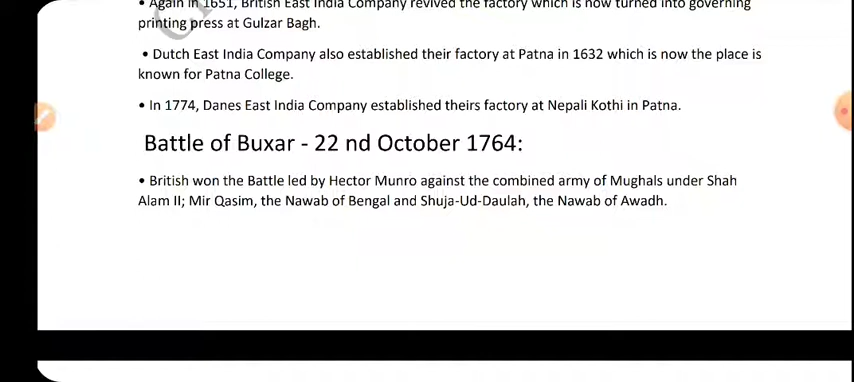 • Again in 1651, British East India Company revived the factory which is now turned into governing
printing press at Gulzar Bagh.
• Dutch East India Company also established their factory at Patna in 1632 which is now the place is
known for Patna College.
• In 1774, Danes East India Company established theirs factory at Nepali Kothi in Patna.
Battle of Buxar - 22 nd October 1764:
• British won the Battle led by Hector Munro against the combined army of Mughals under Shah
Alam II; Mir Qasim, the Nawab of Bengal and Shuja-Ud-Daulah, the Nawab of Awadh.